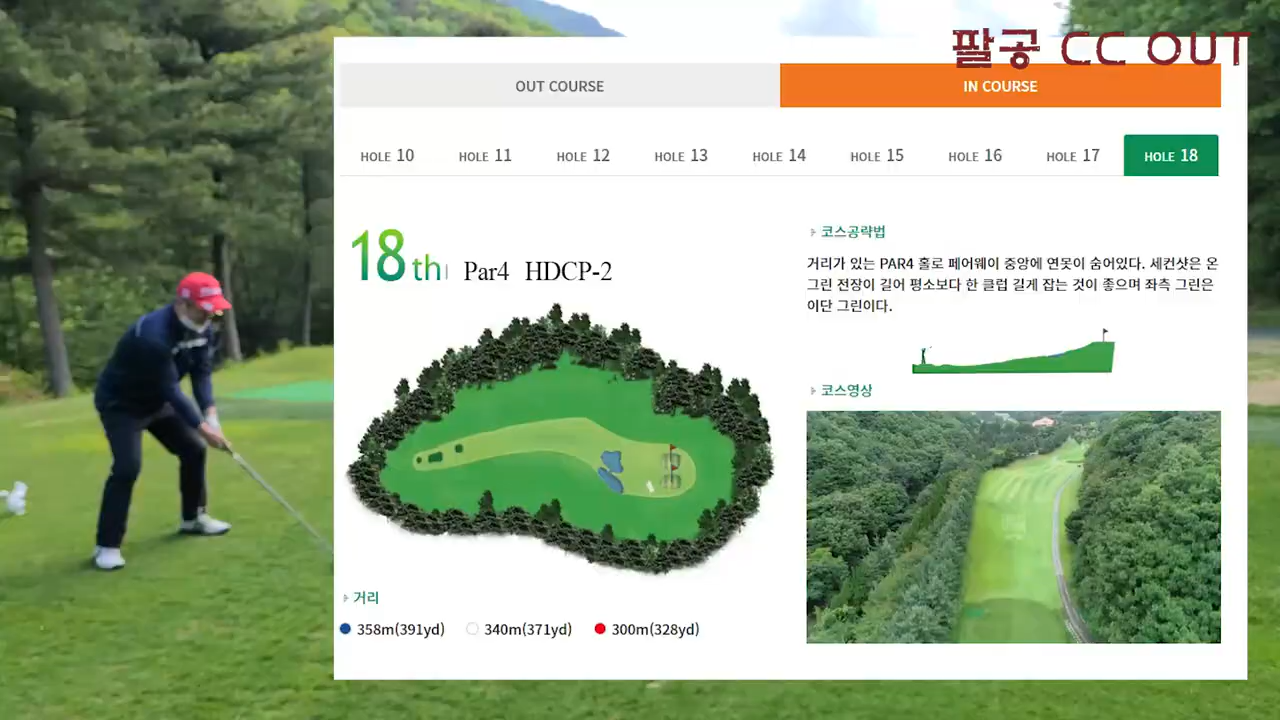 팔공 CC OUT
OUT COURSE
IN COURSE
HOLE 10
HOLE 11
HOLE 12
HOLE 13
HOLE 14
HOLE 15
HOLE 16
HOLE 17
HOLE 18
18th Par4 HDCP-2
코스공략법
거리가 있는 PAR4 홀로 페어웨이 중앙에 연못이 숨어있다. 세컨샷은 온
그린 전장이 길어 평소보다 한 클럽 길게 잡는 것이 좋으며 좌측 그린은
이단 그린이다.
코스영상
거리
358m(391yd)
340m(371yd)
300m(328yd)